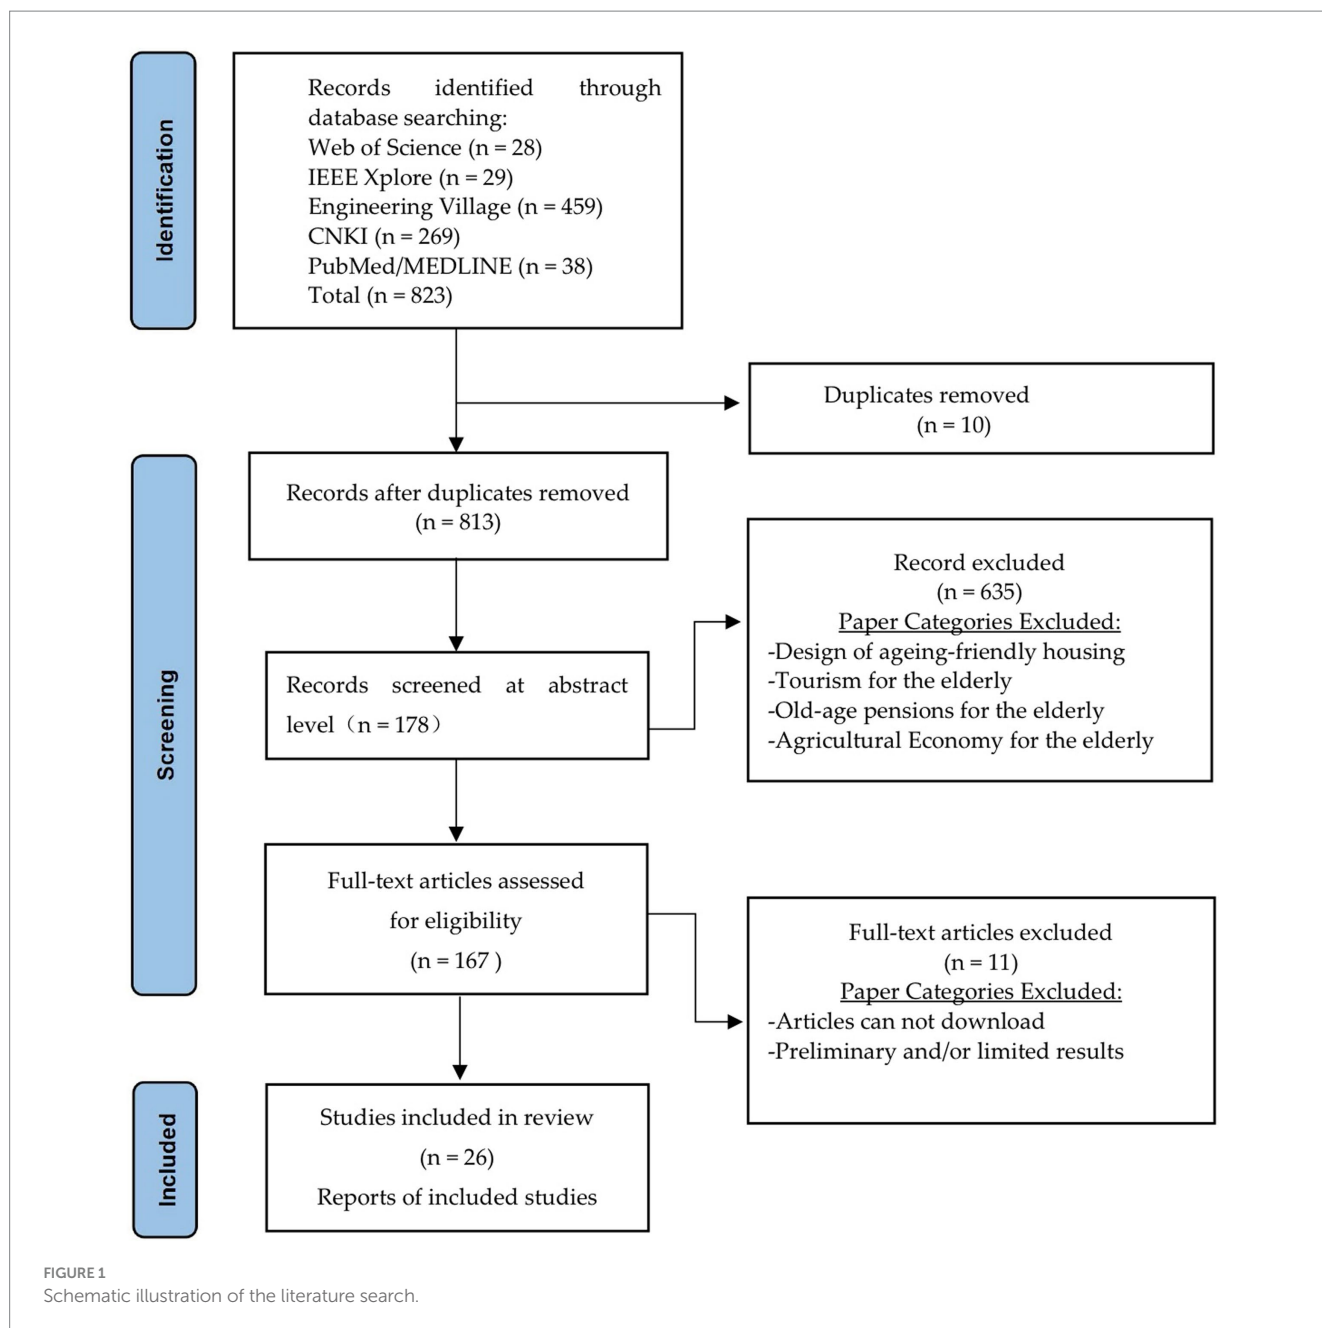 Identification
Records identified through
database searching:
Web of Science (n = 28)
IEEE Xplore (n = 29)
Engineering Village (n = 459)
CNKI (n = 269)
PubMed/MEDLINE (n = 38)
Total (n = 823)
Duplicates removed
(n = 10)
Screening
Records after duplicates removed
(n = 813)
Record excluded
(n = 635)
Paper Categories Excluded:
-Design of ageing-friendly housing
-Tourism for the elderly
-Old-age pensions for the elderly
-Agricultural Economy for the elderly
Records screened at abstract
level（n = 178）
Full-text articles assessed
for eligibility
(n = 167 )
Full-text articles excluded
(n = 11)
Paper Categories Excluded:
-Articles can not download
-Preliminary and/or limited results
Included
Studies included in review
(n = 26)
Reports of included studies
FIGURE 1
Schematic illustration of the literature search.